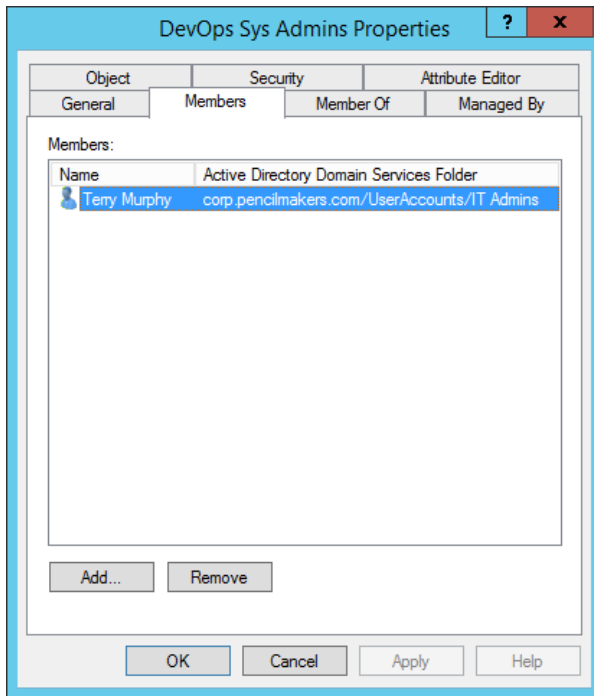 DevOps Sys Admins Properties ? x
Object Security Attribute Editor
General Members Member Of Managed By
Members:
Name Active Directory Domain Services Folder
Terry Murphy corp.pencilmakers.com/UserAccounts/IT Admins
Add... Remove
OK Cancel Apply Help